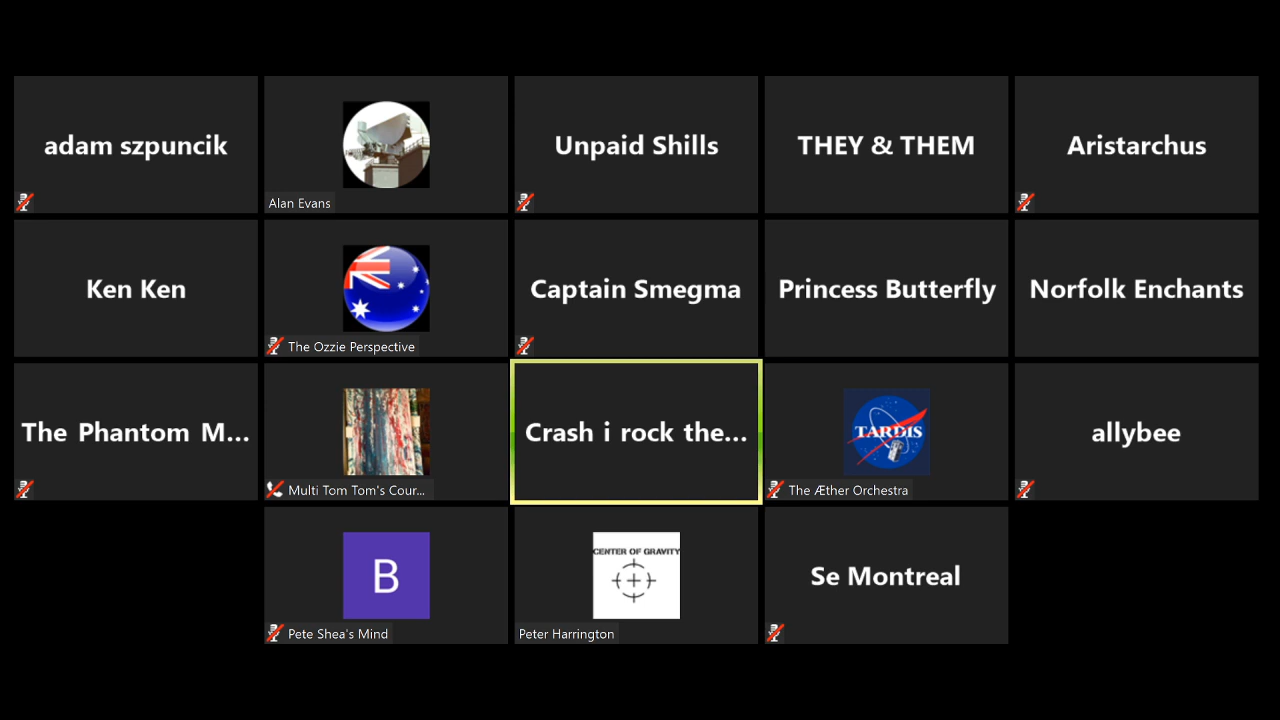 adam szpuncik
Alan Evans
Unpaid Shills
THEY & THEM
Aristarchus
Ken Ken
The Ozzie Perspective
Captain Smegma
Princess Butterfly
Norfolk Enchants
The Phantom M...
Multi Tom Tom's Cour...
Crash i rock the...
TARDIS
The Æther Orchestra
allybee
B
Pete Shea's Mind
CENTER OF GRAVITY
Peter Harrington
Se Montreal